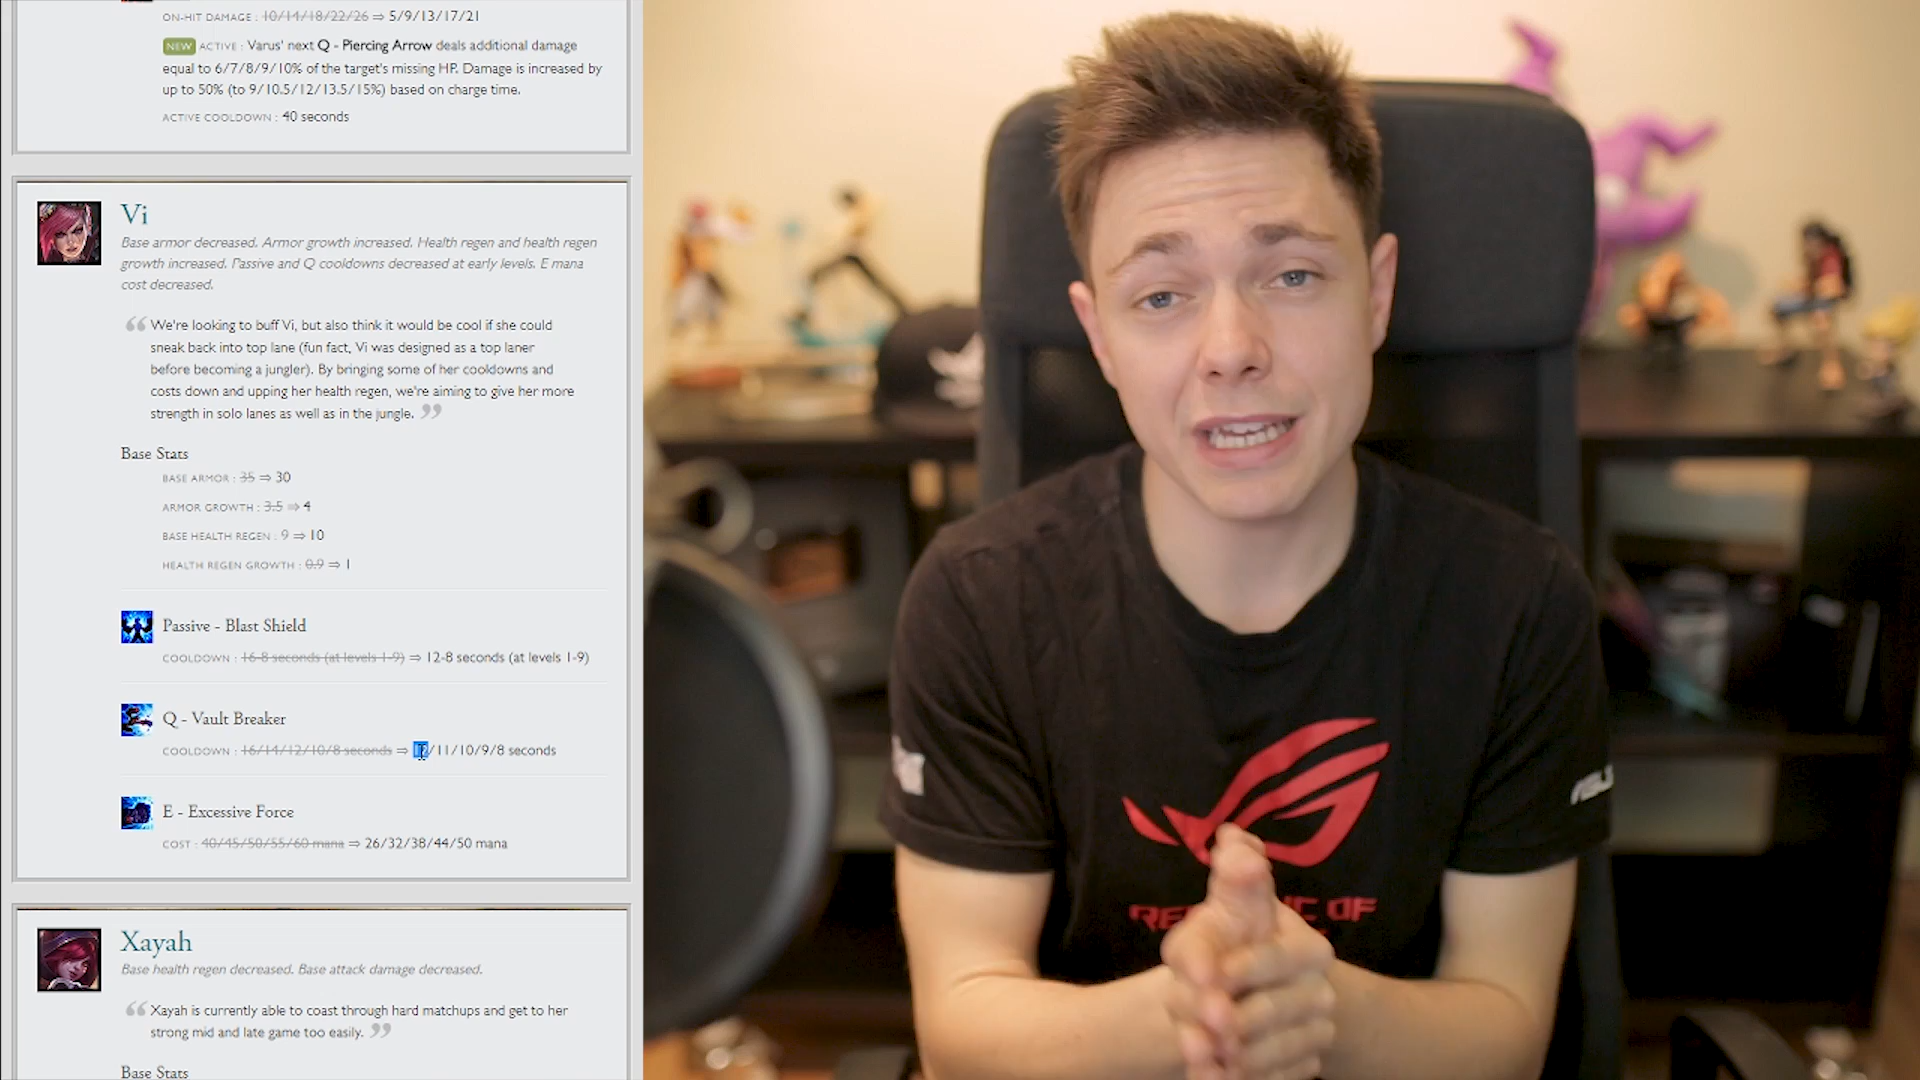 ON-HIT DAMAGE : 10/14/18/22/26 ⇒ 5/9/13/17/21
NEW ACTIVE : Varus' next Q - Piercing Arrow deals additional damage
equal to 6/7/8/9/10% of the target's missing HP. Damage is increased by
up to 50% (to 9/10.5/12/13.5/15%) based on charge time.
ACTIVE COOLDOWN : 40 seconds
Vi
Base armor decreased. Armor growth increased. Health regen and health regen
growth increased. Passive and Q cooldowns decreased at early levels. E mana
cost decreased.
“ We're looking to buff Vi, but also think it would be cool if she could
sneak back into top lane (fun fact, Vi was designed as a top laner
before becoming a jungler). By bringing some of her cooldowns and
costs down and upping her health regen, we're aiming to give her more
strength in solo lanes as well as in the jungle. ”
Base Stats
BASE ARMOR : 35 ⇒ 30
ARMOR GROWTH : 3.5 ⇒ 4
BASE HEALTH REGEN : 9 ⇒ 10
HEALTH REGEN GROWTH : 0.9 ⇒ 1
Passive - Blast Shield
COOLDOWN : 16-8 seconds (at levels 1-9) ⇒ 12-8 seconds (at levels 1-9)
Q - Vault Breaker
COOLDOWN : 16/14/12/10/8 seconds ⇒ 12/11/10/9/8 seconds
E - Excessive Force
COST : 40/45/50/55/60 mana ⇒ 26/32/38/44/50 mana
Xayah
Base health regen decreased. Base attack damage decreased.
“ Xayah is currently able to coast through hard matchups and get to her
strong mid and late game too easily. ”
Base Stats
ASUS
OF